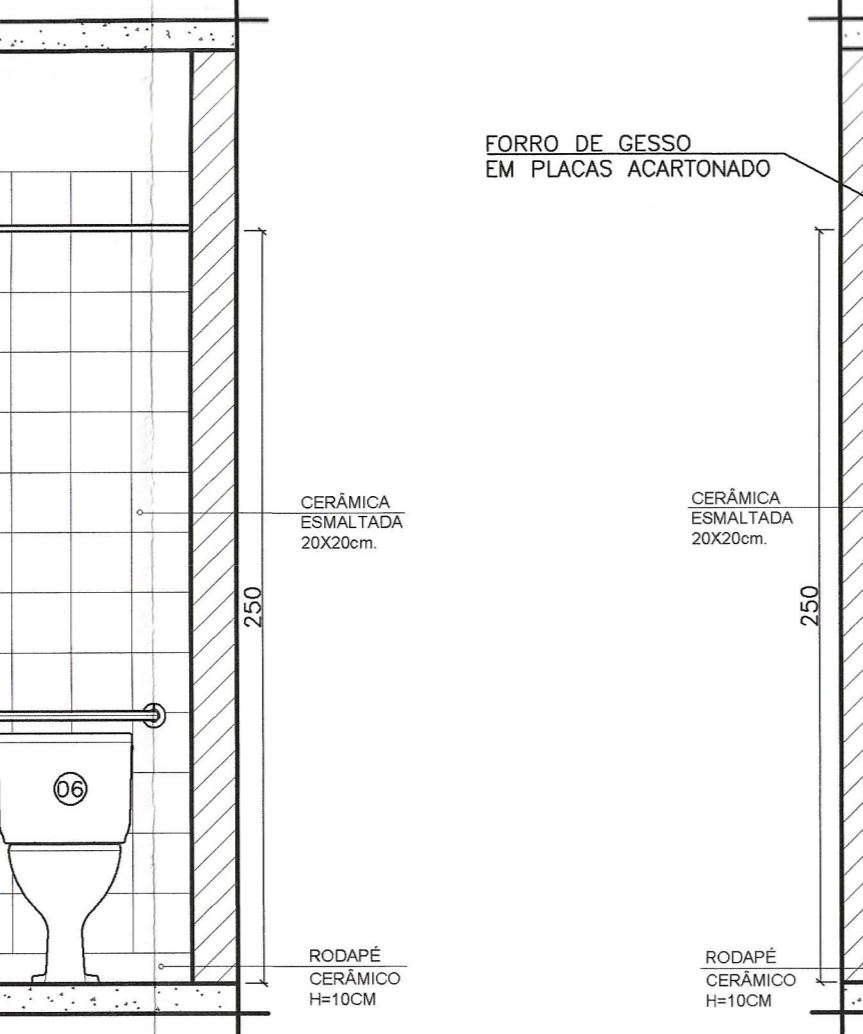 FORRO DE GESSO
EM PLACAS ACARTONADO
CERÂMICA
ESMALTADA
20X20cm.
CERÂMICA
ESMALTADA
20X20cm.
250
250
06
RODAPÉ
CERÂMICO
H=10CM
RODAPÉ
CERÂMICO
H=10CM